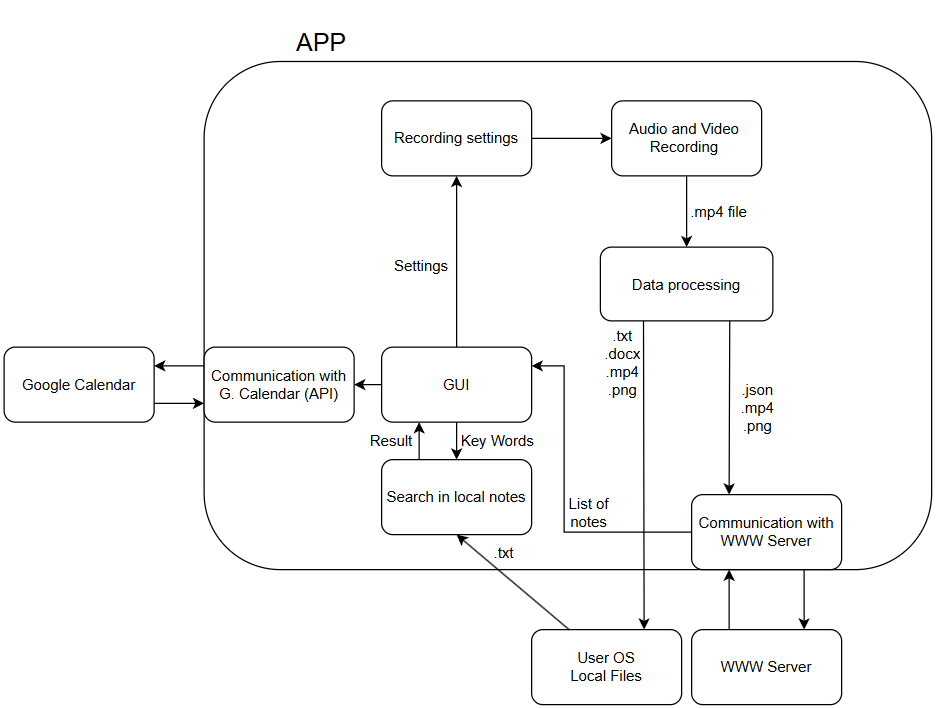 APP
Recording settings
Audio and Video
Recording
.mp4 file
Settings
Data processing
.txt
.docx
.mp4
.png
Google Calendar
Communication with
G. Calendar (API)
GUI
.json
.mp4
.png
Result
Key Words
Search in local notes
List of
notes
Communication with
WWW Server
.txt
User OS
Local Files
WWW Server